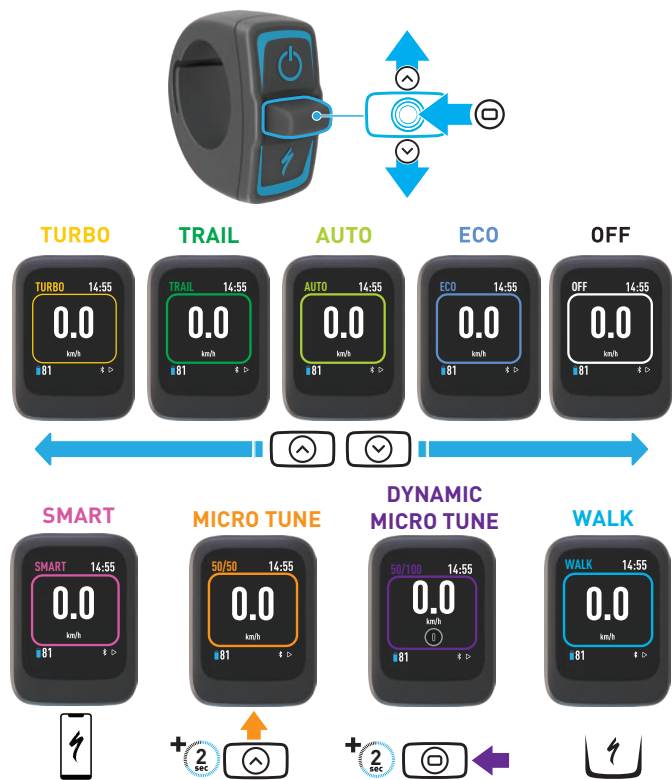 TURBO TRAIL AUTO ECO OFF
TURBO 14:55 TRAIL 14:55 AUTO 14:55 ECO 14:55 OFF 14:55
0.0 0.0 0.0 0.0 0.0
km/h km/h km/h km/h km/h
81 81 81 81 81
SMART MICRO TUNE DYNAMIC
MICRO TUNE WALK
SMART 14:55 50/50 14:55 50/100 14:55 WALK 14:55
0.0 0.0 0.0 0.0
km/h km/h km/h km/h
81 81 81 81
+2 sec +2 sec